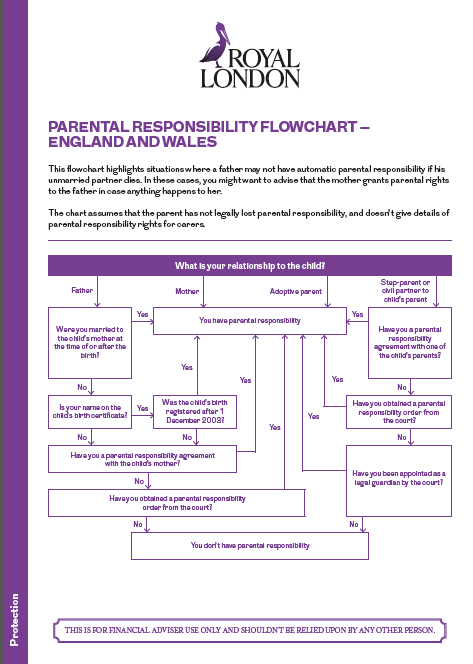 ROYAL
LONDON
PARENTAL RESPONSIBILITY FLOWCHART –
ENGLAND AND WALES
This flowchart highlights situations where a father may not have automatic parental responsibility if his
unmarried partner dies. In these cases, you might want to advise that the mother grants parental rights
to the father in case anything happens to her.
The chart assumes that the parent has not legally lost parental responsibility, and doesn't give details of
parental responsibility rights for carers.
What is your relationship to the child?
Father
Mother
Adoptive parent
Step-parent or
civil partner to
child's parent
Were you married to
the child's mother at
the time of or after the
birth?
Yes
You have parental responsibility
Yes
Have you a parental
responsibility
agreement with one of
the child's parents?
No
Yes
Yes
Yes
No
Is your name on the
child's birth certificate?
Yes
Was the child's birth
registered after 1
December 2003?
Yes
Yes
Have you obtained a parental
responsibility order from
the court?
No
No
No
Have you a parental responsibility agreement
with the child's mother?
Have you been appointed as a
legal guardian by the court?
No
Have you obtained a parental responsibility
order from the court?
No
No
You don't have parental responsibility
Protection
THIS IS FOR FINANCIAL ADVISER USE ONLY AND SHOULDN'T BE RELIED UPON BY ANY OTHER PERSON.